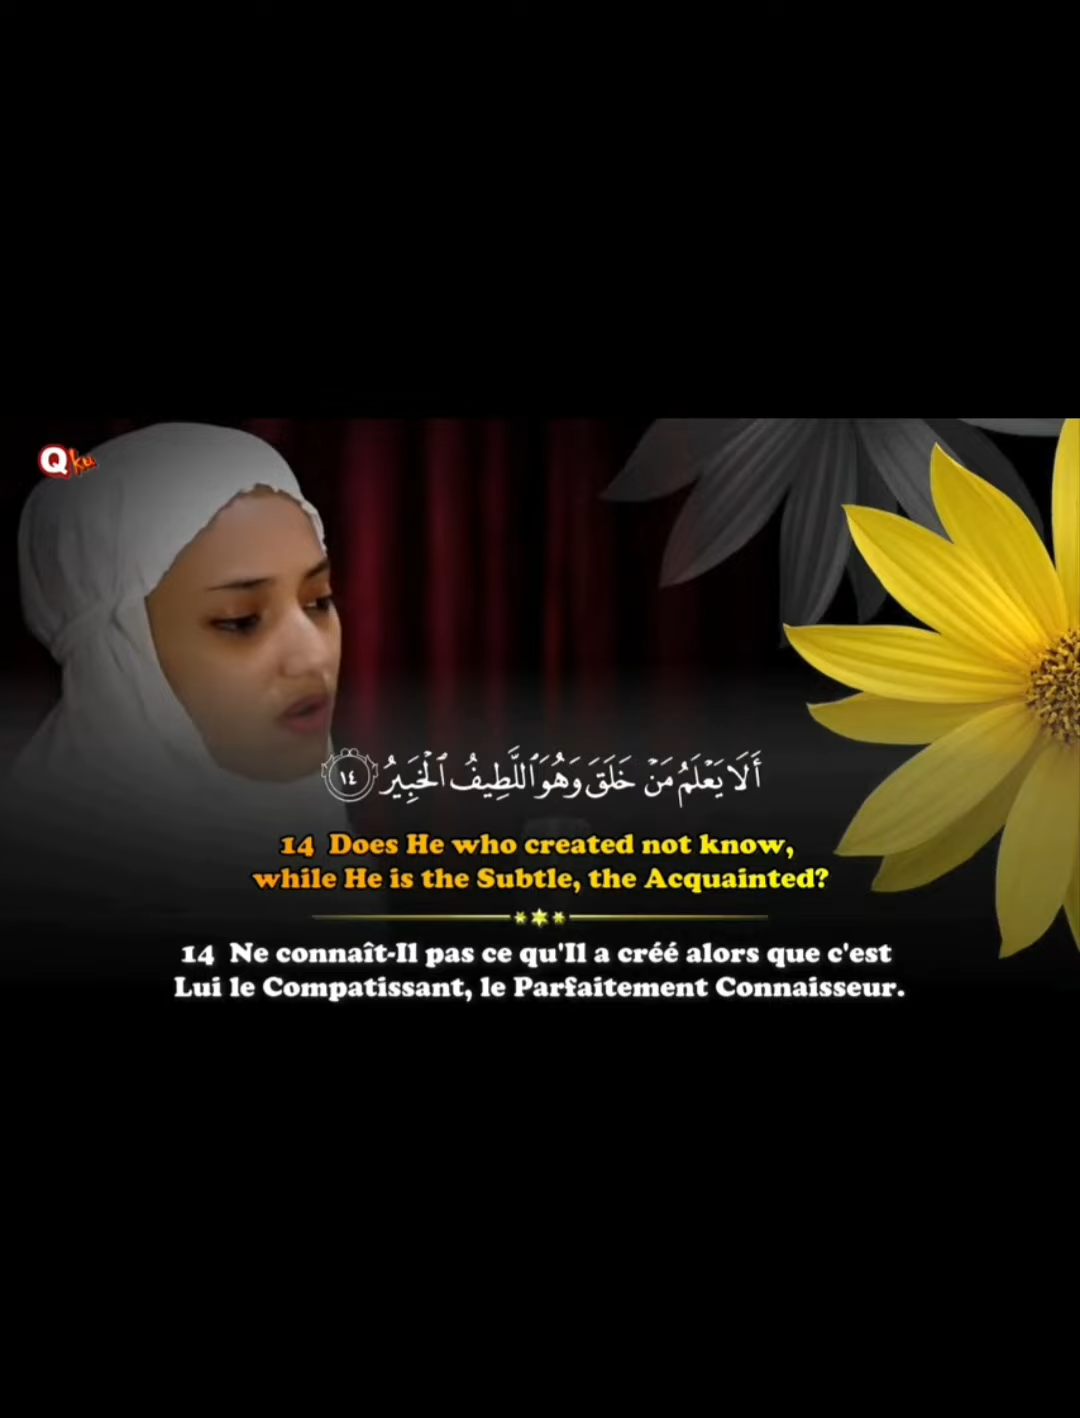 Qku
أَلَا يَعْلَمُ مَنْ خَلَقَ وَهُوَ ٱللَّطِيفُ ٱلْخَبِيرُ ١٤
14 Does He who created not know,
while He is the Subtle, the Acquainted?
14 Ne connaît-Il pas ce qu'Il a créé alors que c'est
Lui le Compatissant, le Parfaitement Connaisseur.